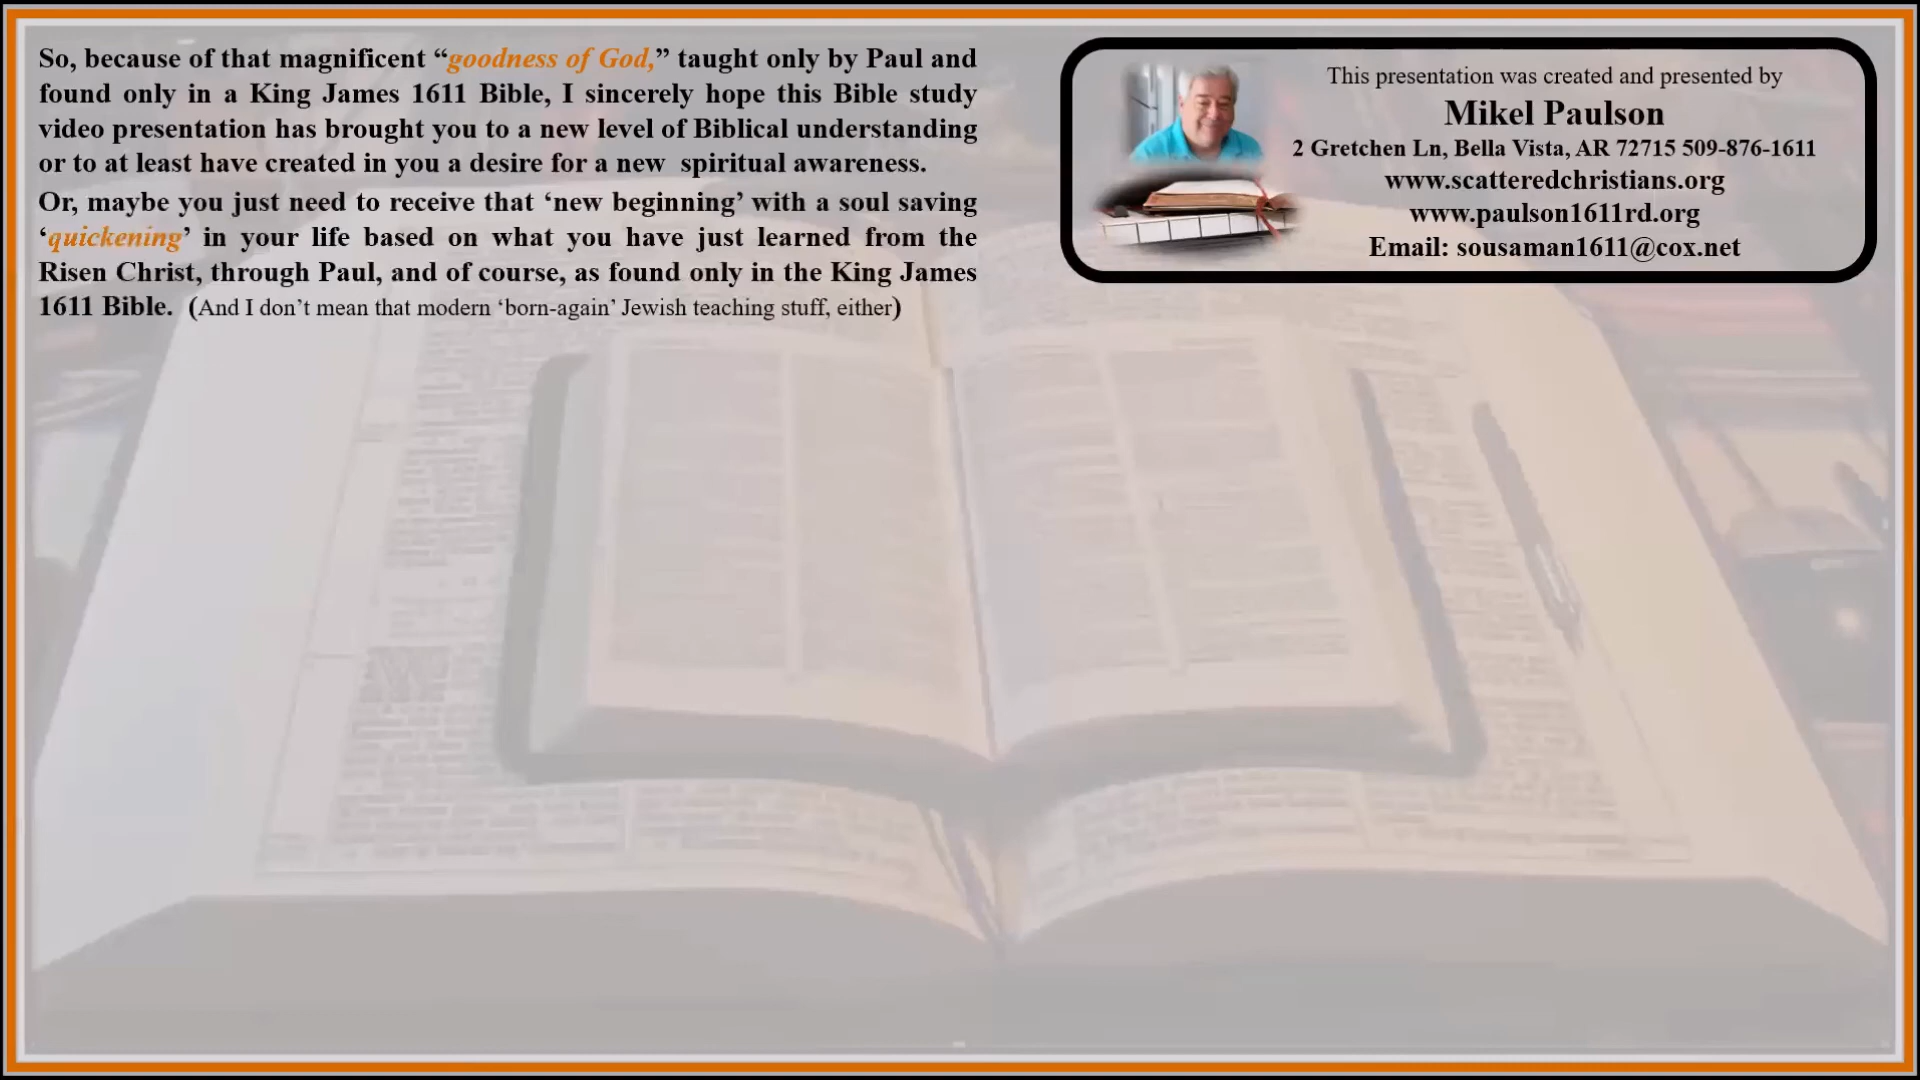 So, because of that magnificent “goodness of God,” taught only by Paul and
found only in a King James 1611 Bible, I sincerely hope this Bible study
video presentation has brought you to a new level of Biblical understanding
or to at least have created in you a desire for a new spiritual awareness.
Or, maybe you just need to receive that ‘new beginning’ with a soul saving
‘quickening’ in your life based on what you have just learned from the
Risen Christ, through Paul, and of course, as found only in the King James
1611 Bible. (And I don’t mean that modern ‘born-again’ Jewish teaching stuff, either)
This presentation was created and presented by
Mikel Paulson
2 Gretchen Ln, Bella Vista, AR 72715 509-876-1611
www.scatteredchristians.org
www.paulson1611rd.org
Email: sousaman1611@cox.net